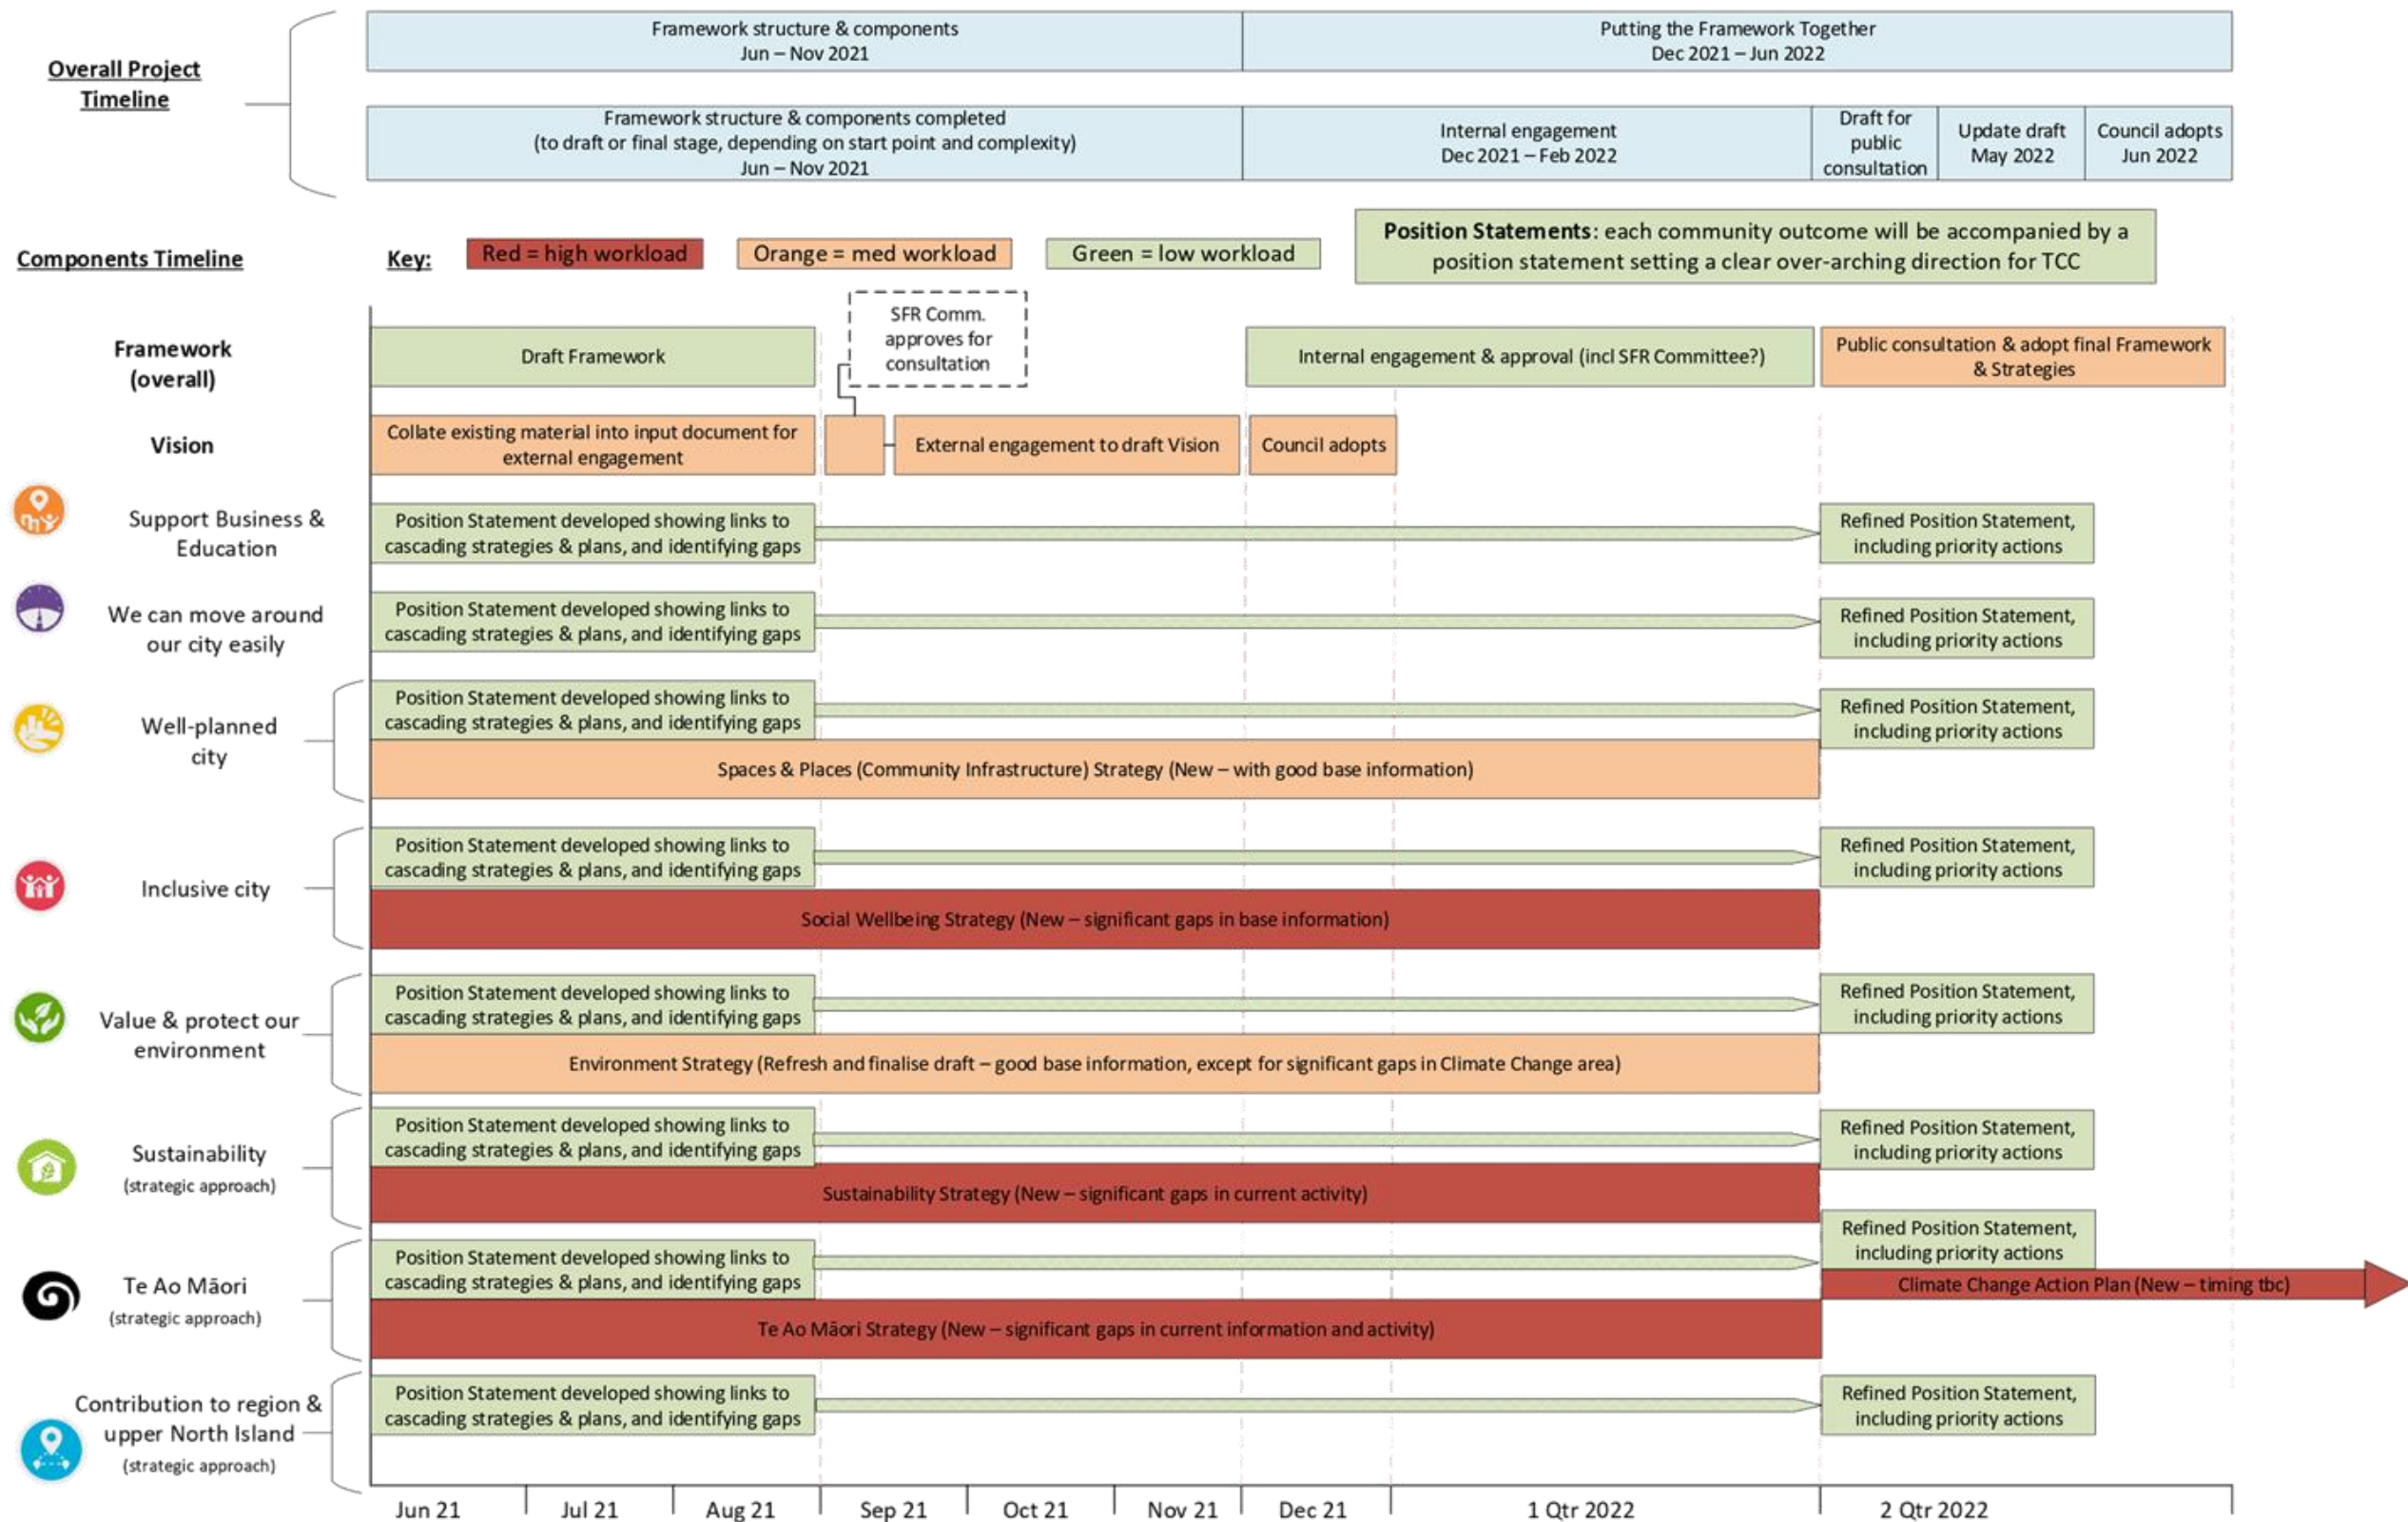 Overall Project
Timeline
Framework structure & components
Jun – Nov 2021
Putting the Framework Together
Dec 2021 – Jun 2022
Framework structure & components completed
(to draft or final stage, depending on start point and complexity)
Jun – Nov 2021
Internal engagement
Dec 2021 – Feb 2022
Draft for
public
consultation
Update draft
May 2022
Council adopts
Jun 2022
Components Timeline
Key:
Red = high workload
Orange = med workload
Green = low workload
Position Statements: each community outcome will be accompanied by a
position statement setting a clear over-arching direction for TCC
Framework
(overall)
Draft Framework
SFR Comm.
approves for
consultation
Internal engagement & approval (incl SFR Committee?)
Public consultation & adopt final Framework
& Strategies
Vision
Collate existing material into input document for
external engagement
External engagement to draft Vision
Council adopts
Support Business &
Education
Position Statement developed showing links to
cascading strategies & plans, and identifying gaps
Refined Position Statement,
including priority actions
We can move around
our city easily
Position Statement developed showing links to
cascading strategies & plans, and identifying gaps
Refined Position Statement,
including priority actions
Well-planned
city
Position Statement developed showing links to
cascading strategies & plans, and identifying gaps
Refined Position Statement,
including priority actions
Spaces & Places (Community Infrastructure) Strategy (New – with good base information)
Inclusive city
Position Statement developed showing links to
cascading strategies & plans, and identifying gaps
Refined Position Statement,
including priority actions
Social Wellbeing Strategy (New – significant gaps in base information)
Value & protect our
environment
Position Statement developed showing links to
cascading strategies & plans, and identifying gaps
Refined Position Statement,
including priority actions
Environment Strategy (Refresh and finalise draft – good base information, except for significant gaps in Climate Change area)
Sustainability
(strategic approach)
Position Statement developed showing links to
cascading strategies & plans, and identifying gaps
Refined Position Statement,
including priority actions
Sustainability Strategy (New – significant gaps in current activity)
Te Ao Māori
(strategic approach)
Position Statement developed showing links to
cascading strategies & plans, and identifying gaps
Refined Position Statement,
including priority actions
Climate Change Action Plan (New – timing tbc)
Te Ao Māori Strategy (New – significant gaps in current information and activity)
Contribution to region &
upper North Island
(strategic approach)
Position Statement developed showing links to
cascading strategies & plans, and identifying gaps
Refined Position Statement,
including priority actions
Jun 21
Jul 21
Aug 21
Sep 21
Oct 21
Nov 21
Dec 21
1 Qtr 2022
2 Qtr 2022